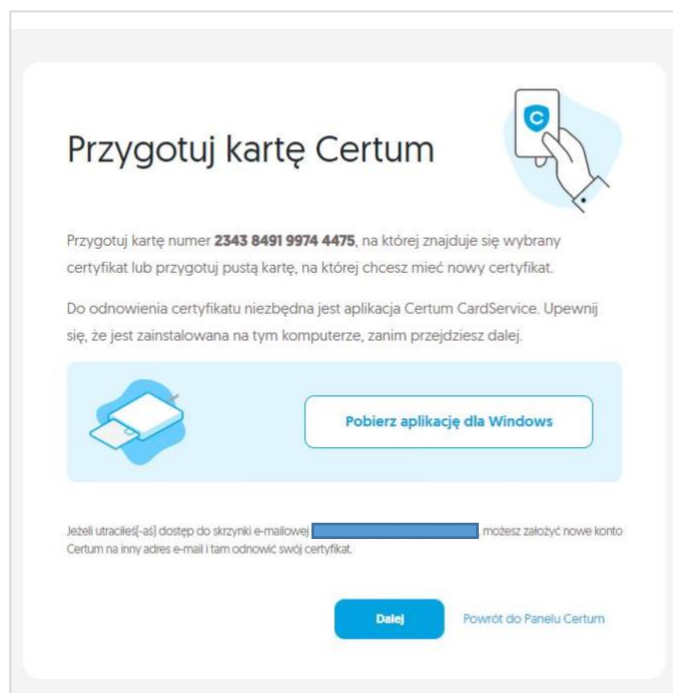 C
Przygotuj kartę Certum
Przygotuj kartę numer 2343 8491 9974 4475, na której znajduje się wybrany
certyfikat lub przygotuj pustą kartę, na której chcesz mieć nowy certyfikat.
Do odnowienia certyfikatu niezbędna jest aplikacja Certum CardService. Upewnij
się, że jest zainstalowana na tym komputerze, zanim przejdziesz dalej.
Pobierz aplikację dla Windows
Jeżeli utraciłeś(-aś) dostęp do skrzynki e-mailowej , możesz założyć nowe konto
Certum na inny adres e-mail i tam odnowić swój certyfikat.
Dalej
Powrót do Panelu Certum